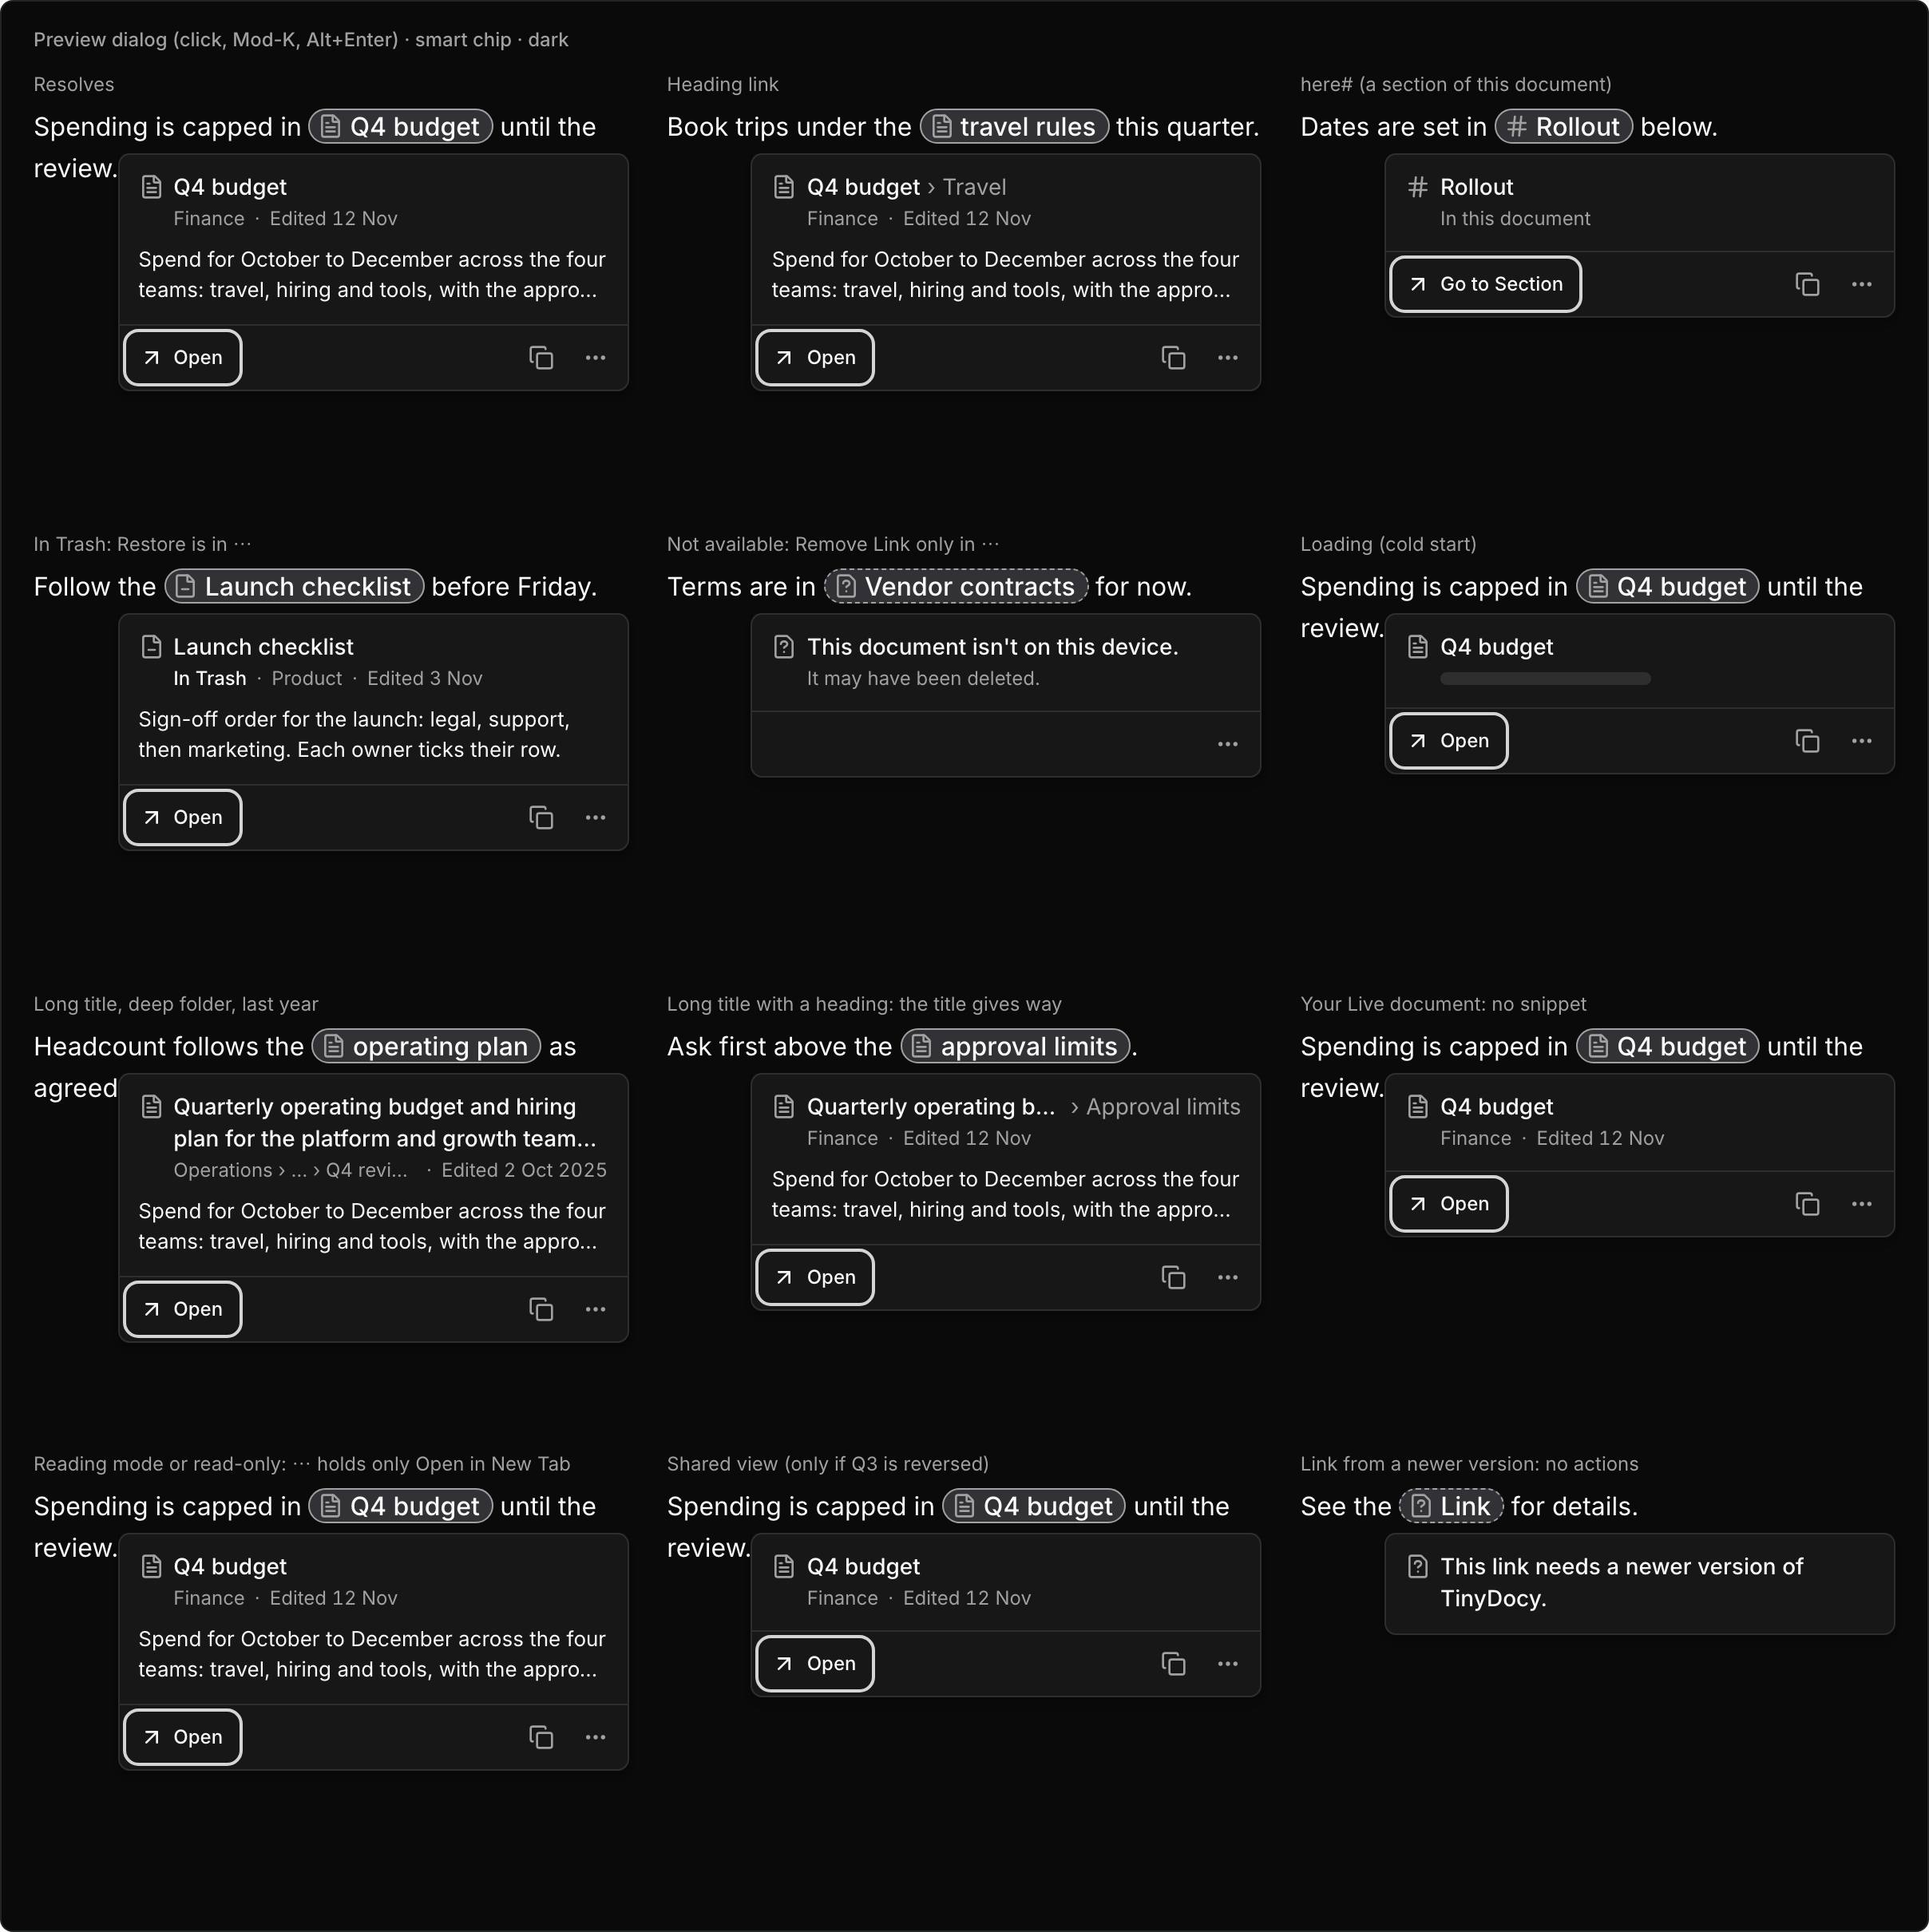 Preview dialog (click, Mod-K, Alt+Enter) · smart chip · dark
Resolves
Spending is capped in Q4 budget until the
review.
Q4 budget
Finance · Edited 12 Nov
Spend for October to December across the four
teams: travel, hiring and tools, with the appro...
Open
Heading link
Book trips under the travel rules this quarter.
Q4 budget › Travel
Finance · Edited 12 Nov
Spend for October to December across the four
teams: travel, hiring and tools, with the appro...
Open
here# (a section of this document)
Dates are set in # Rollout below.
# Rollout
In this document
Go to Section
In Trash: Restore is in ···
Follow the Launch checklist before Friday.
Launch checklist
In Trash · Product · Edited 3 Nov
Sign-off order for the launch: legal, support,
then marketing. Each owner ticks their row.
Open
Not available: Remove Link only in ···
Terms are in Vendor contracts for now.
This document isn't on this device.
It may have been deleted.
Loading (cold start)
Spending is capped in Q4 budget until the
review.
Q4 budget
Open
Long title, deep folder, last year
Headcount follows the operating plan as
agreed
Quarterly operating budget and hiring
plan for the platform and growth team...
Operations › ... › Q4 revi... · Edited 2 Oct 2025
Spend for October to December across the four
teams: travel, hiring and tools, with the appro...
Open
Long title with a heading: the title gives way
Ask first above the approval limits.
Quarterly operating b... › Approval limits
Finance · Edited 12 Nov
Spend for October to December across the four
teams: travel, hiring and tools, with the appro...
Open
Your Live document: no snippet
Spending is capped in Q4 budget until the
review.
Q4 budget
Finance · Edited 12 Nov
Open
Reading mode or read-only: ··· holds only Open in New Tab
Spending is capped in Q4 budget until the
review.
Q4 budget
Finance · Edited 12 Nov
Spend for October to December across the four
teams: travel, hiring and tools, with the appro...
Open
Shared view (only if Q3 is reversed)
Spending is capped in Q4 budget until the
review.
Q4 budget
Finance · Edited 12 Nov
Open
Link from a newer version: no actions
See the Link for details.
This link needs a newer version of
TinyDocy.